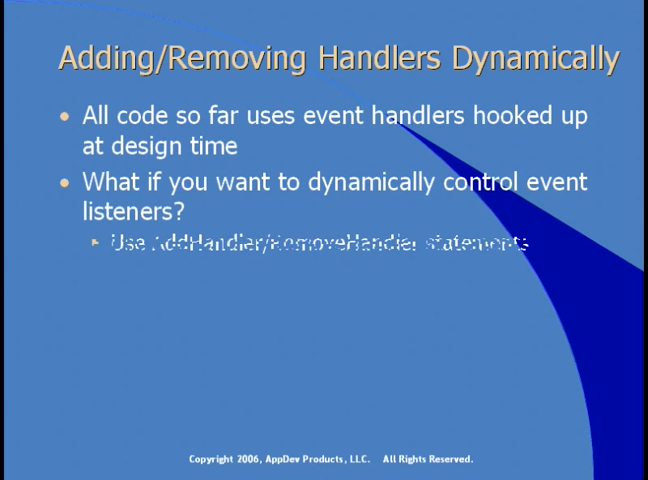 Adding/Removing Handlers Dynamically
• All code so far uses event handlers hooked up
at design time
• What if you want to dynamically control event
listeners?
Use AddHandler/RemoveHandler statements
Copyright 2006, AppDev Products, LLC. All Rights Reserved.